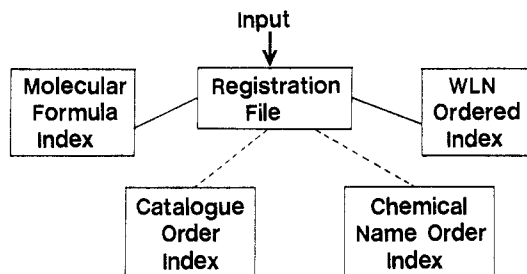 Input
Molecular
Formula
Index
Registration
File
WLN
Ordered
Index
Catalogue
Order
Index
Chemical
Name Order
Index